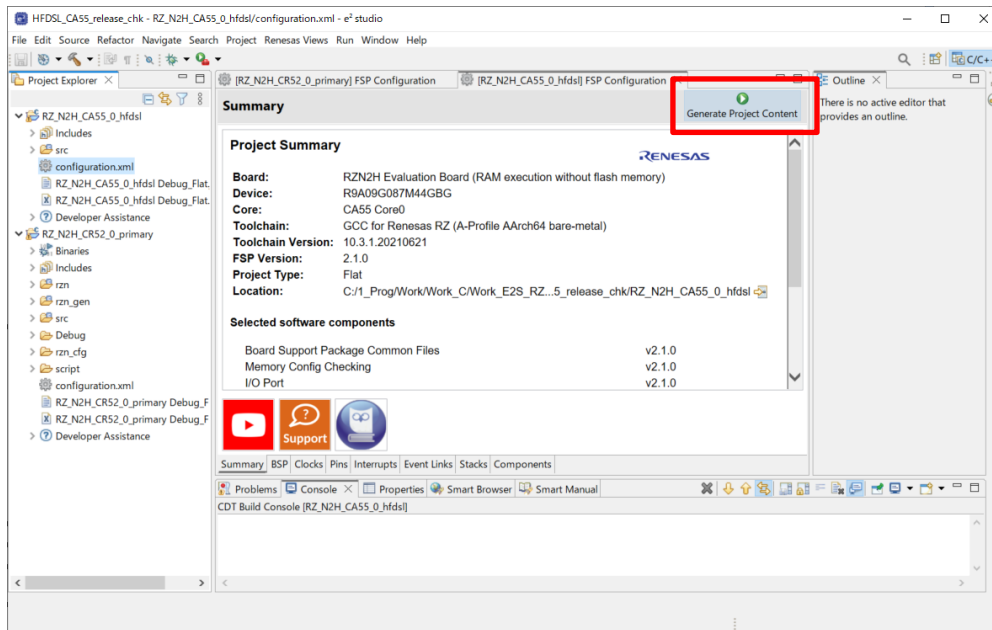 HFDSL_CA55_release_chk - RZ_N2H_CA55_0_hfdsl/configuration.xml - e² studio
File Edit Source Refactor Navigate Search Project Renesas Views Run Window Help
C/C+
Project Explorer
RZ_N2H_CA55_0_hfdsl
Includes
src
configuration.xml
RZ_N2H_CA55_0_hfdsl Debug_Flat.
RZ_N2H_CA55_0_hfdsl Debug_Flat.
Developer Assistance
RZ_N2H_CR52_0_primary
Binaries
Includes
rzn
rzn_gen
src
Debug
rzn_cfg
script
configuration.xml
RZ_N2H_CR52_0_primary Debug_F
RZ_N2H_CR52_0_primary Debug_F
Developer Assistance
[RZ_N2H_CR52_0_primary] FSP Configuration [RZ_N2H_CA55_0_hfdsl] FSP Configuration
Summary
Generate Project Content
Project Summary
RENESAS
Board: RZN2H Evaluation Board (RAM execution without flash memory)
Device: R9A09G087M44GBG
Core: CA55 Core0
Toolchain: GCC for Renesas RZ (A-Profile AArch64 bare-metal)
Toolchain Version: 10.3.1.20210621
FSP Version: 2.1.0
Project Type: Flat
Location: C:/1_Prog/Work/Work_C/Work_E2S_RZ...5_release_chk/RZ_N2H_CA55_0_hfdsl
Selected software components
Board Support Package Common Files v2.1.0
Memory Config Checking v2.1.0
I/O Port v2.1.0
Support
Summary BSP Clocks Pins Interrupts Event Links Stacks Components
Outline
There is no active editor that
provides an outline.
Problems Console Properties Smart Browser Smart Manual
CDT Build Console [RZ_N2H_CA55_0_hfdsl]